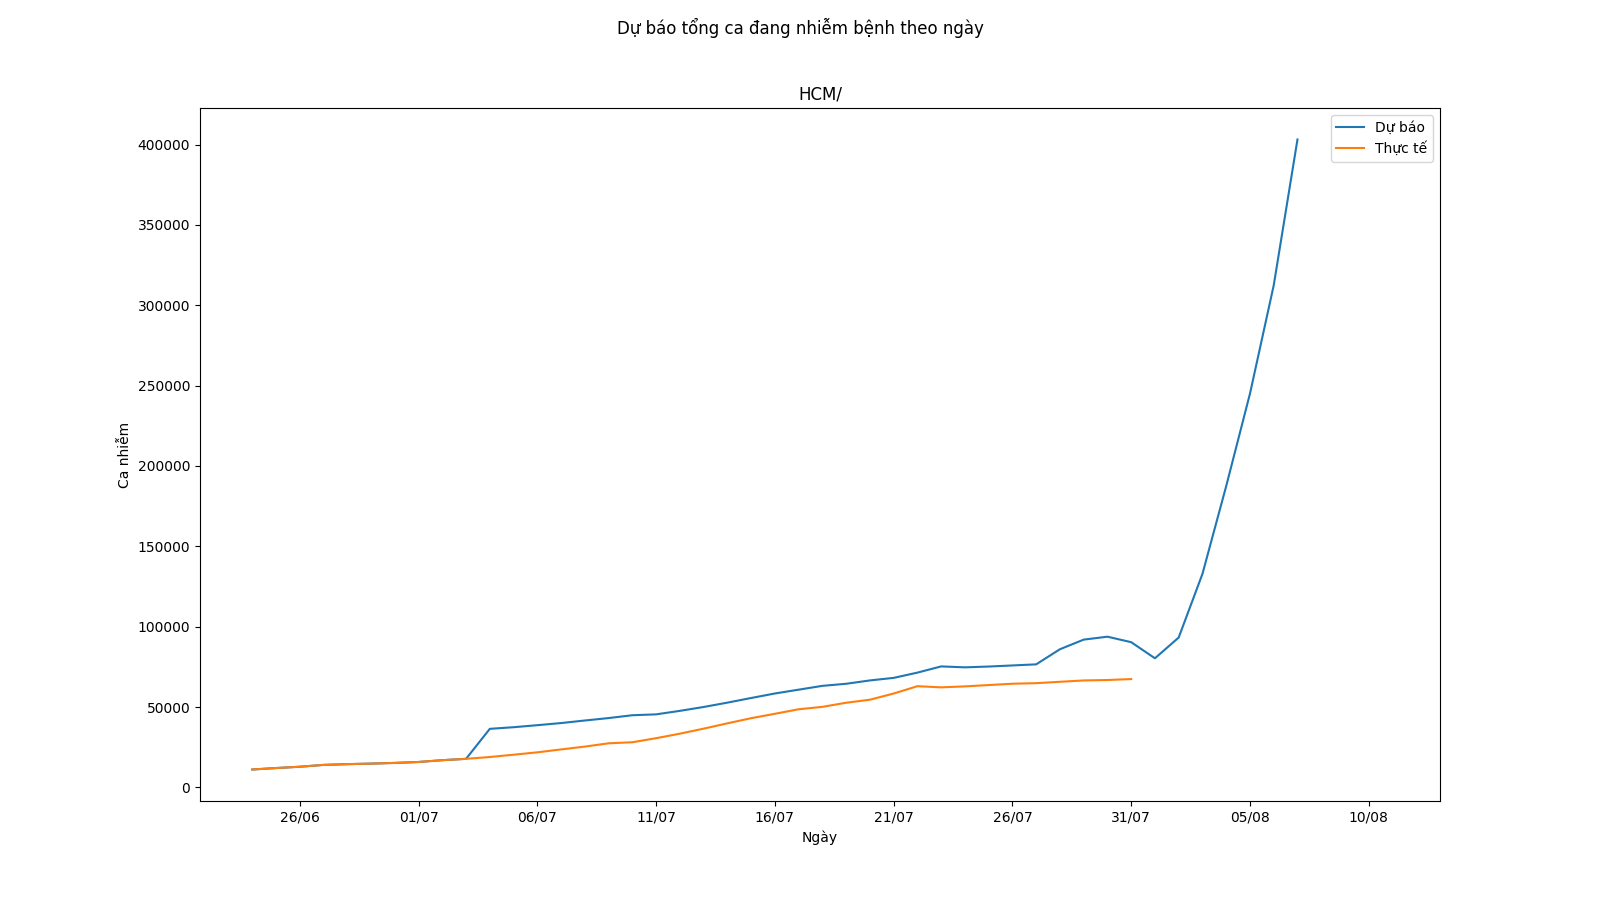 Dự báo tổng ca đang nhiễm bệnh theo ngày
HCM/
Dự báo
Thực tế
400000
350000
300000
250000
200000
150000
100000
50000
0
Ca nhiễm
26/06 01/07 06/07 11/07 16/07 21/07 26/07 31/07 05/08 10/08
Ngày